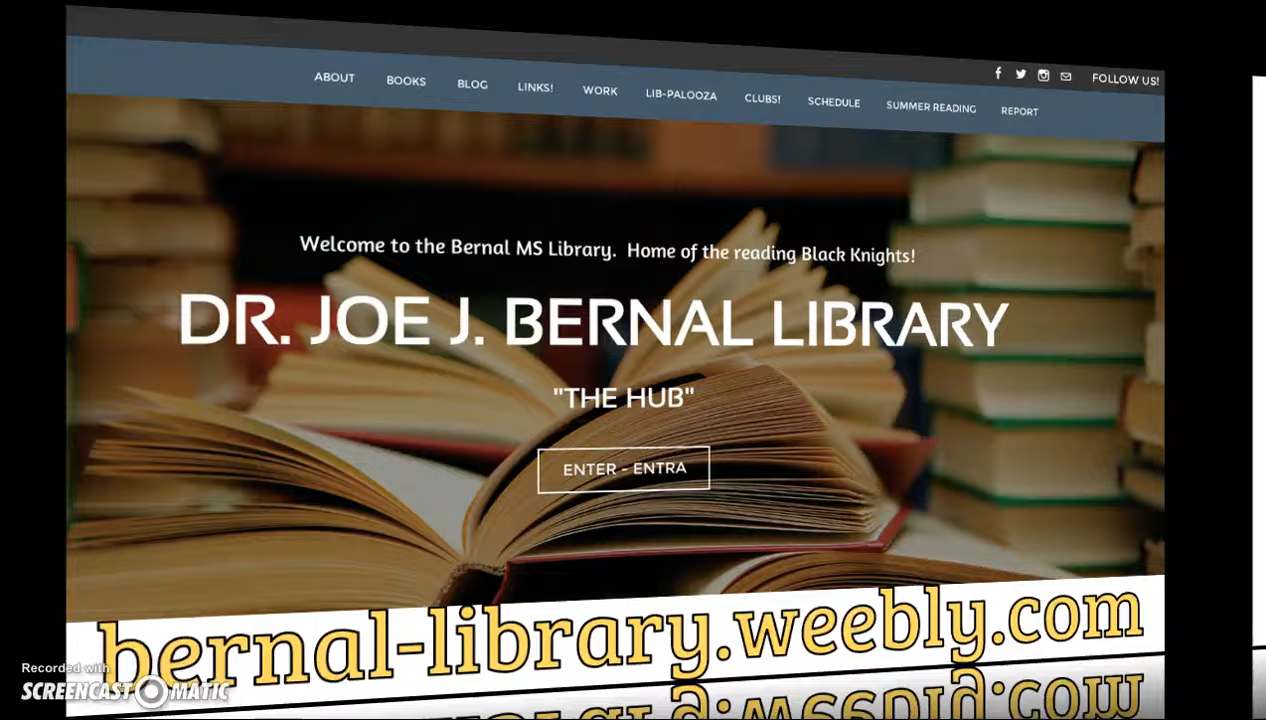 FOLLOW US!
ABOUT BOOKS BLOG LINKS! WORK LIB-PALOOZA CLUBS! SCHEDULE SUMMER READING REPORT
Welcome to the Bernal MS Library. Home of the reading Black Knights!
DR. JOE J. BERNAL LIBRARY
"THE HUB"
ENTER - ENTRA
bernal-library.weebly.com
Recorded with
SCREENCAST-O-MATIC